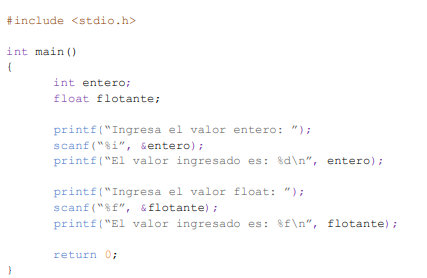 #include <stdio.h>
int main()
{
int entero;
float flotante;
printf(“Ingresa el valor entero: ”);
scanf(“%i”, &entero);
printf(“El valor ingresado es: %d\n”, entero);
printf(“Ingresa el valor float: ”);
scanf(“%f”, &flotante);
printf(“El valor ingresado es: %f\n”, flotante);
return 0;
}